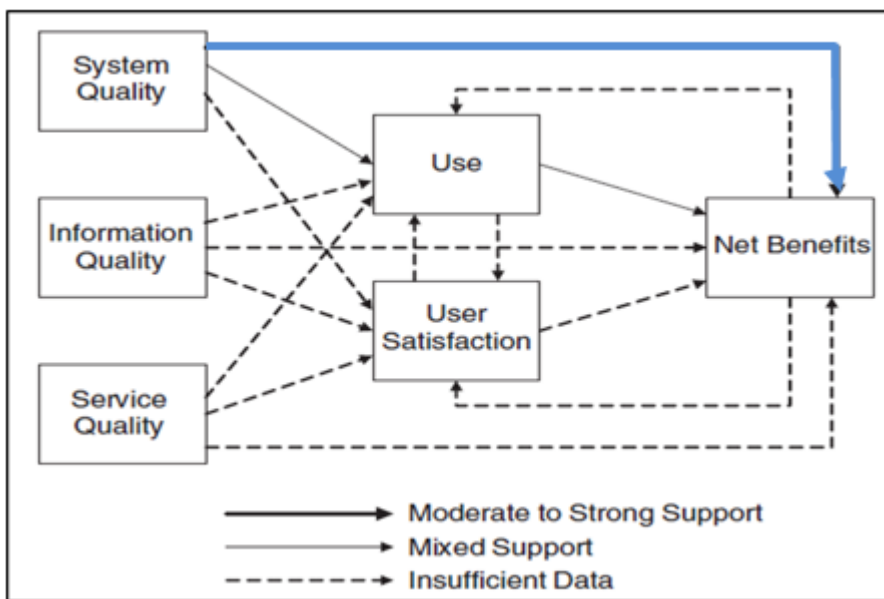 System
Quality
Use
Information
Quality
Net Benefits
User
Satisfaction
Service
Quality
Moderate to Strong Support
Mixed Support
Insufficient Data